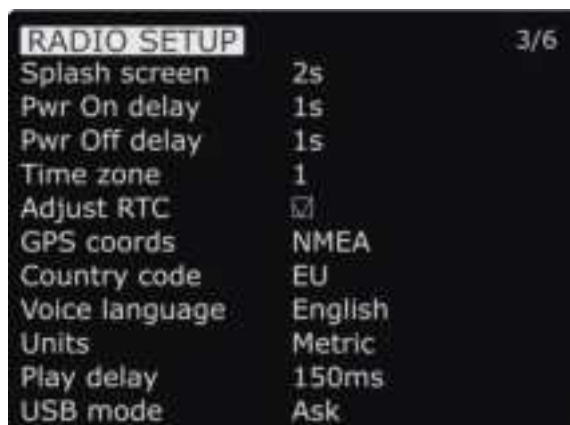 RADIO SETUP 3/6
Splash screen 2s
Pwr On delay 1s
Pwr Off delay 1s
Time zone 1
Adjust RTC ☑
GPS coords NMEA
Country code EU
Voice language English
Units Metric
Play delay 150ms
USB mode Ask